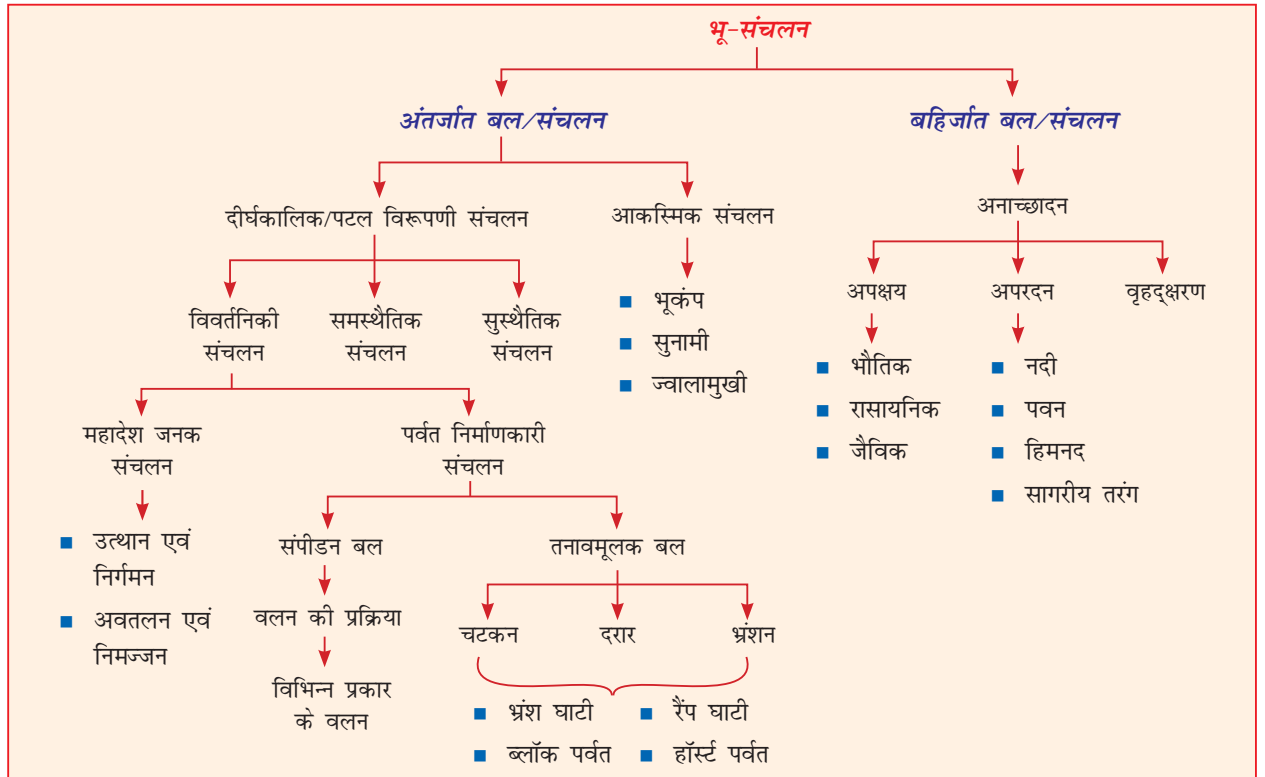 भू-संचलन
अंतर्जात बल/संचलन
बहिर्जात बल/संचलन
दीर्घकालिक/पटल विरूपणी संचलन
आकस्मिक संचलन
अनाच्छादन
विवर्तनिकी
संचलन
समस्थैतिक
संचलन
सुस्थैतिक
संचलन
भूकंप
सुनामी
ज्वालामुखी
अपक्षय
अपरदन
वृहद्क्षरण
भौतिक
रासायनिक
जैविक
नदी
पवन
हिमनद
सागरीय तरंग
महादेश जनक
संचलन
पर्वत निर्माणकारी
संचलन
उत्थान एवं
निर्गमन
अवतलन एवं
निमज्जन
संपीडन बल
तनावमूलक बल
वलन की प्रक्रिया
विभिन्न प्रकार
के वलन
चटकन
दरार
भ्रंशन
भ्रंश घाटी
रैंप घाटी
ब्लॉक पर्वत
हॉर्स्ट पर्वत